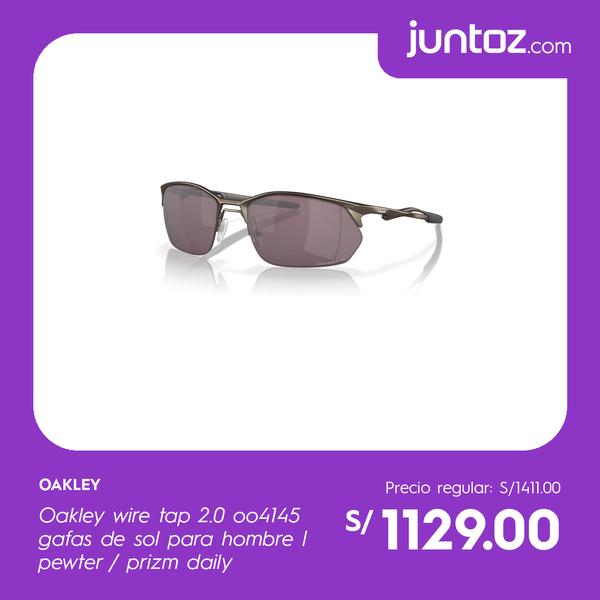 juntoz.com
OAKLEY
Oakley wire tap 2.0 oo4145
gafas de sol para hombre |
pewter / prizm daily
Precio regular: S/1411.00
S/ 1129.00